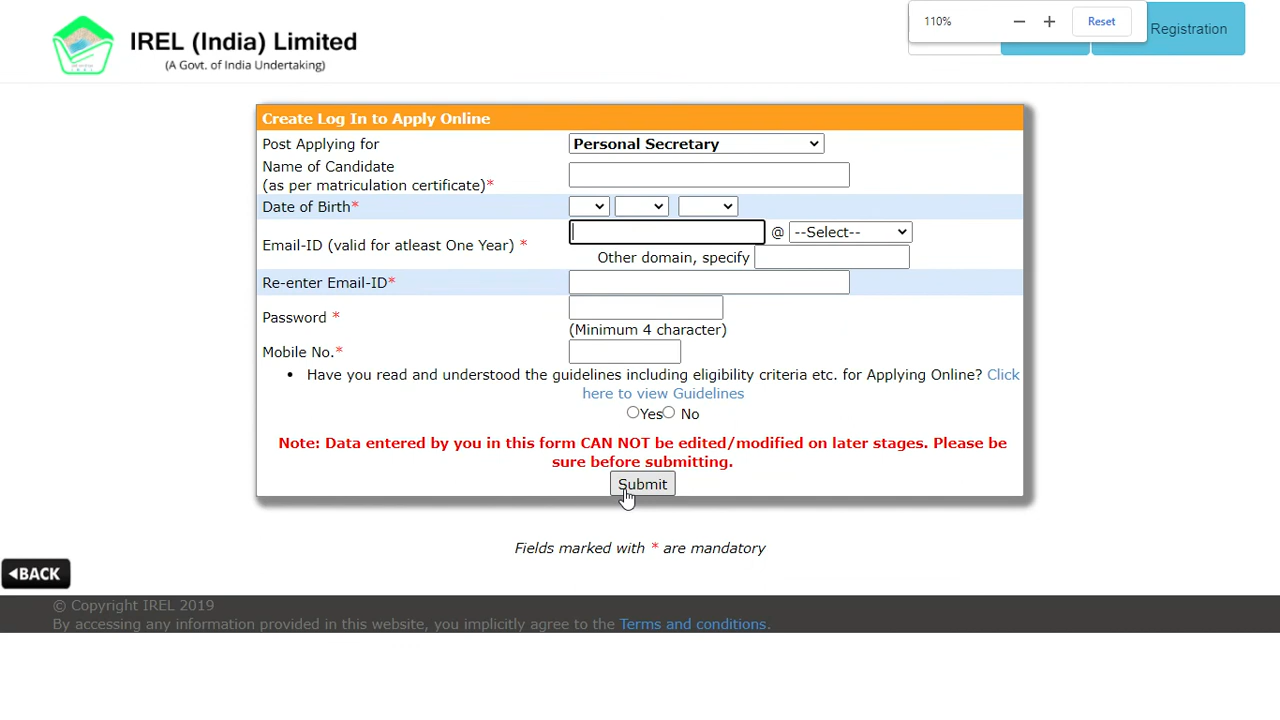 IREL (India) Limited
(A Govt. of India Undertaking)
110%
Reset
Registration
Create Log In to Apply Online
Post Applying for
Personal Secretary
Name of Candidate
(as per matriculation certificate)*
Date of Birth*
Email-ID (valid for atleast One Year) *
@ --Select--
Other domain, specify
Re-enter Email-ID*
Password *
(Minimum 4 character)
Mobile No.*
• Have you read and understood the guidelines including eligibility criteria etc. for Applying Online? Click
here to view Guidelines
Yes No
Note: Data entered by you in this form CAN NOT be edited/modified on later stages. Please be
sure before submitting.
Submit
Fields marked with * are mandatory
BACK
© Copyright IREL 2019
By accessing any information provided in this website, you implicitly agree to the Terms and conditions.